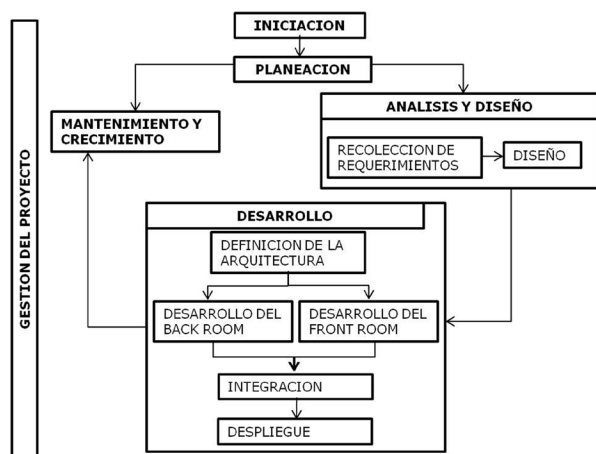 GESTION DEL PROYECTO
INICIACION
PLANEACION
MANTENIMIENTO Y
CRECIMIENTO
ANALISIS Y DISEÑO
RECOLECCION DE
REQUERIMIENTOS
DISEÑO
DESARROLLO
DEFINICION DE LA
ARQUITECTURA
DESARROLLO DEL
BACK ROOM
DESARROLLO DEL
FRONT ROOM
INTEGRACION
DESPLIEGUE